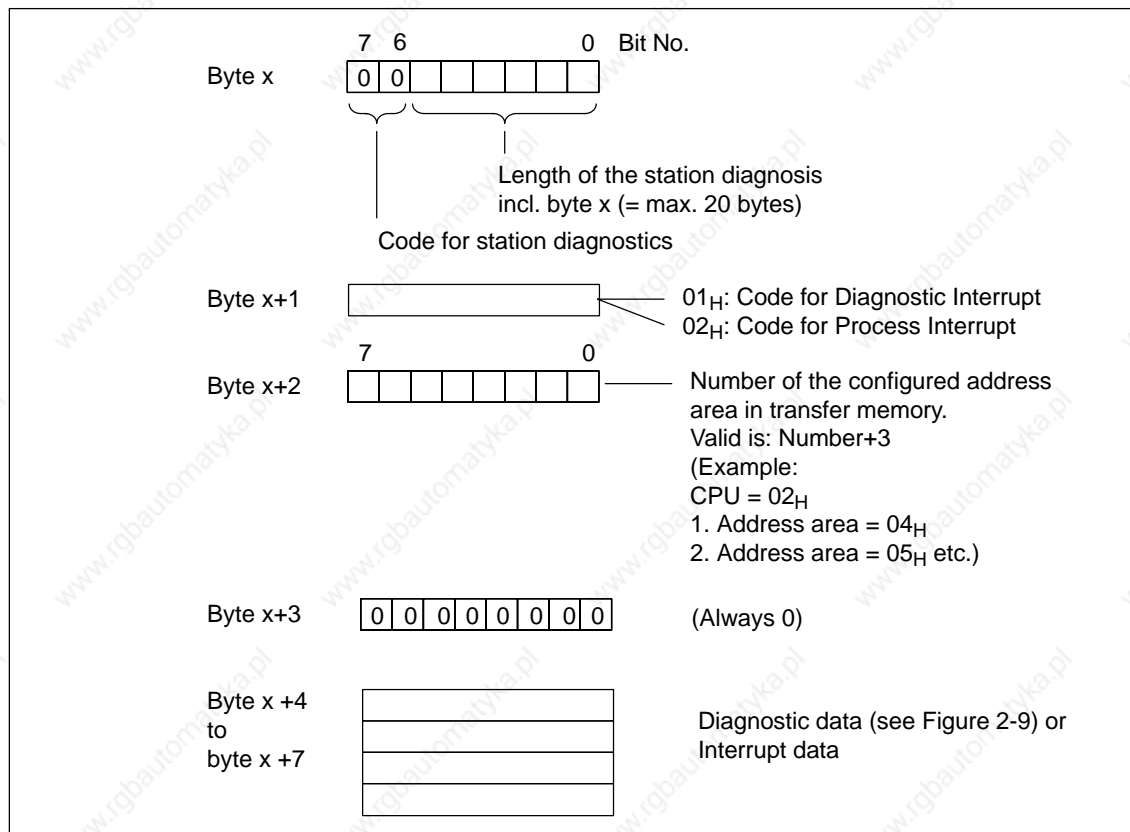 7 6 0 Bit No.
Byte x 0 0
Length of the station diagnosis
incl. byte x (= max. 20 bytes)
Code for station diagnostics
Byte x+1
01H: Code for Diagnostic Interrupt
02H: Code for Process Interrupt
7 0
Byte x+2
Number of the configured address
area in transfer memory.
Valid is: Number+3
(Example:
CPU = 02H
1. Address area = 04H
2. Address area = 05H etc.)
Byte x+3 0 0 0 0 0 0 0 0 (Always 0)
Byte x +4
to
byte x +7
Diagnostic data (see Figure 2-9) or
Interrupt data
www.rgbautomatyka.pl